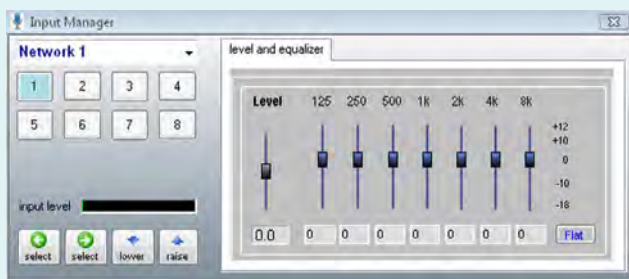 Input Manager
Network 1
level and equalizer
1 2 3 4
5 6 7 8
Level 125 250 500 1k 2k 4k 8k
+12
+10
0
-10
-18
input level
0.0 0 0 0 0 0 0 0 Flat
select select lower raise